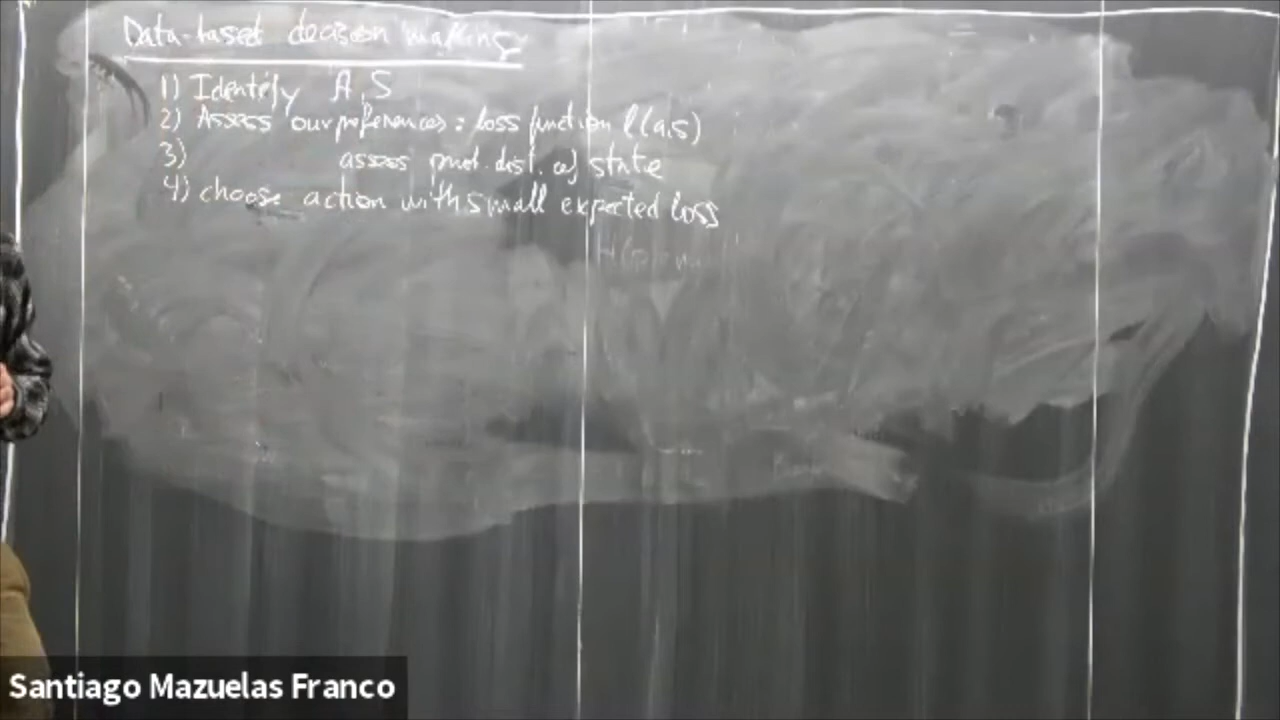 Data-based decision making
1) Identify A, S
2) Assess our preferences: loss function l(a,s)
3) assess prob. dist. of state
4) choose action with small expected loss
Santiago Mazuelas Franco